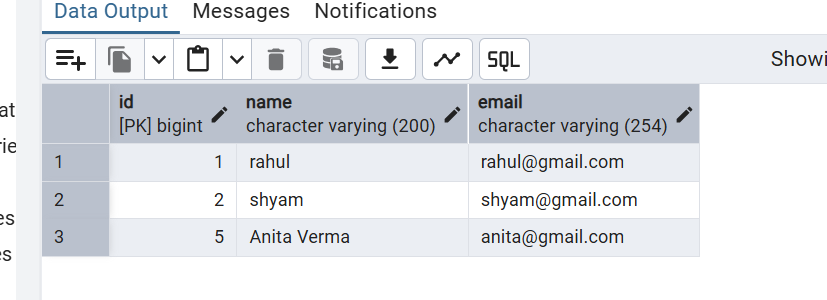 Data Output Messages Notifications
SQL Showi
id name email
[PK] bigint character varying (200) character varying (254)
1 1 rahul rahul@gmail.com
2 2 shyam shyam@gmail.com
3 5 Anita Verma anita@gmail.com